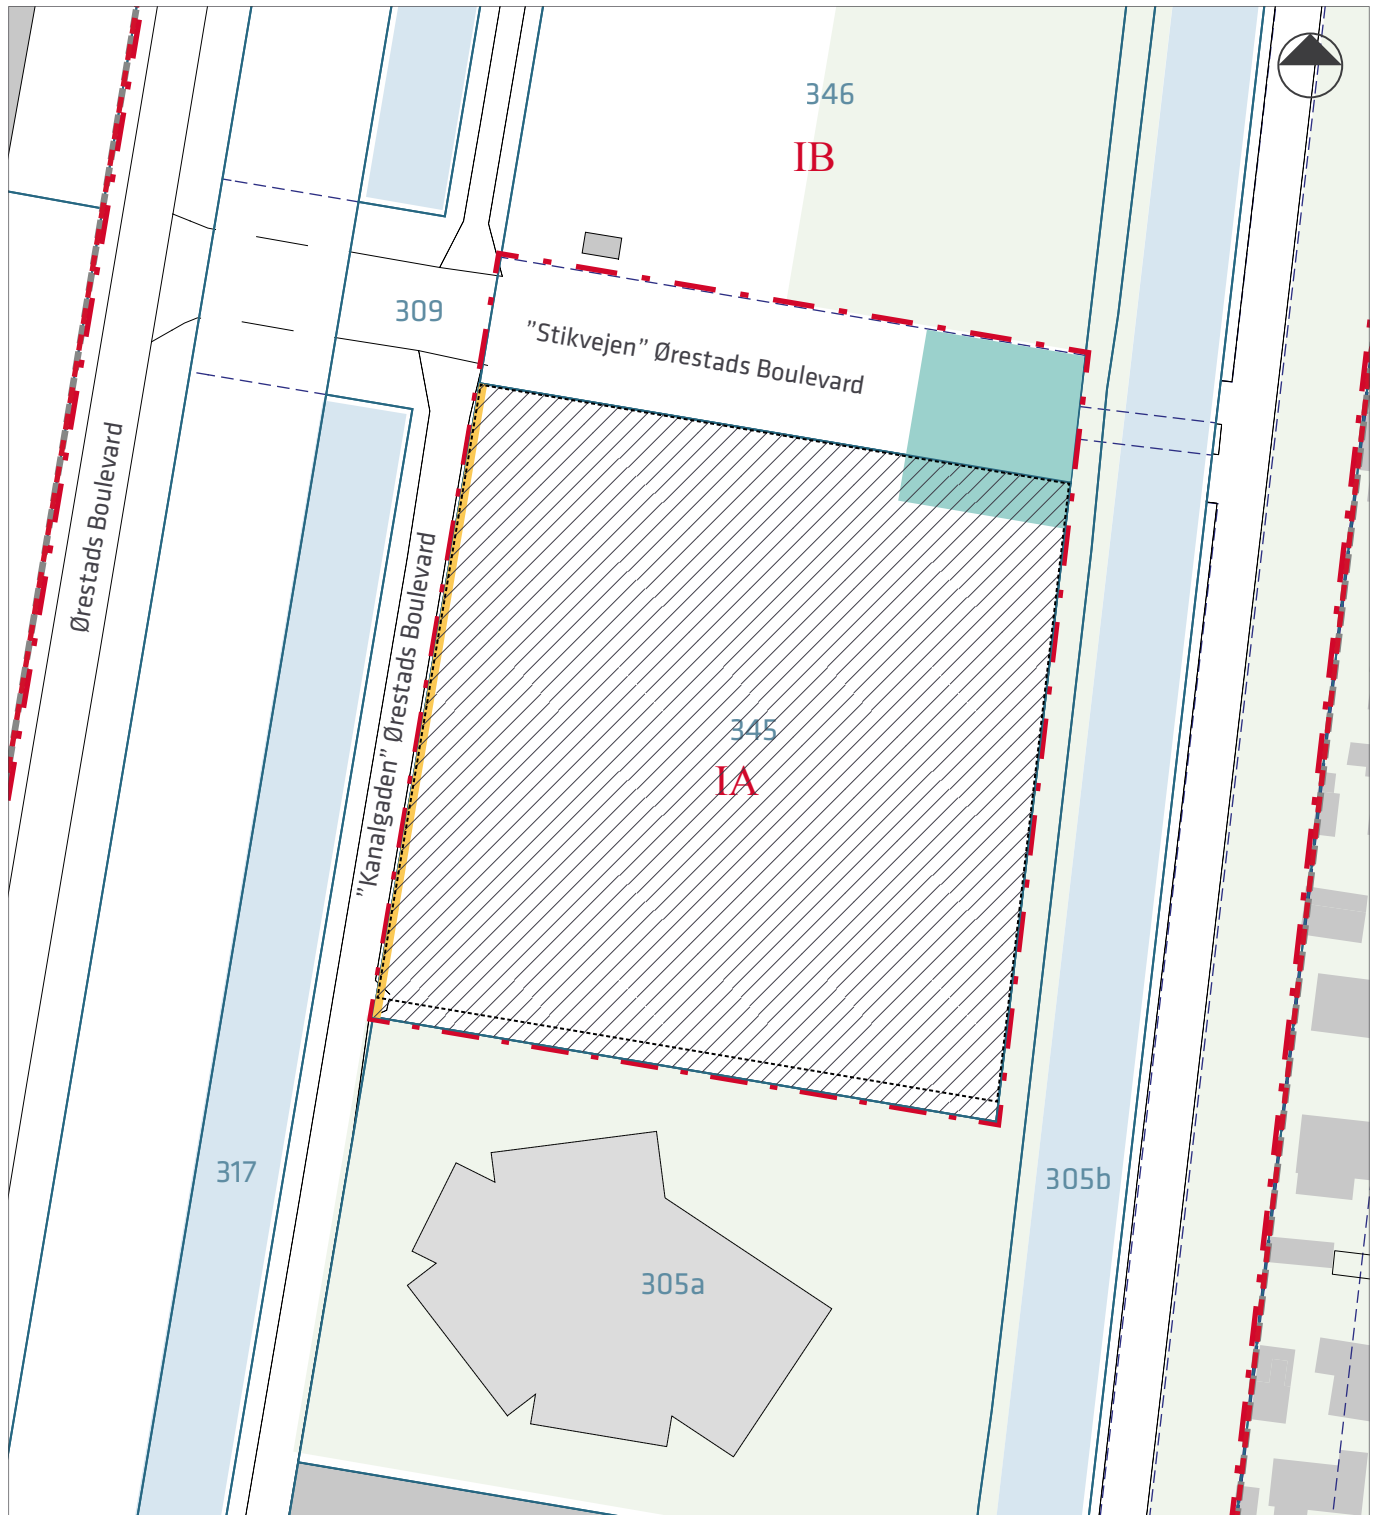 346
IB
309
”Stikvejen” Ørestads Boulevard
Ørestads Boulevard
”Kanalgaden” Ørestads Boulevard
345
IA
317
305b
305a